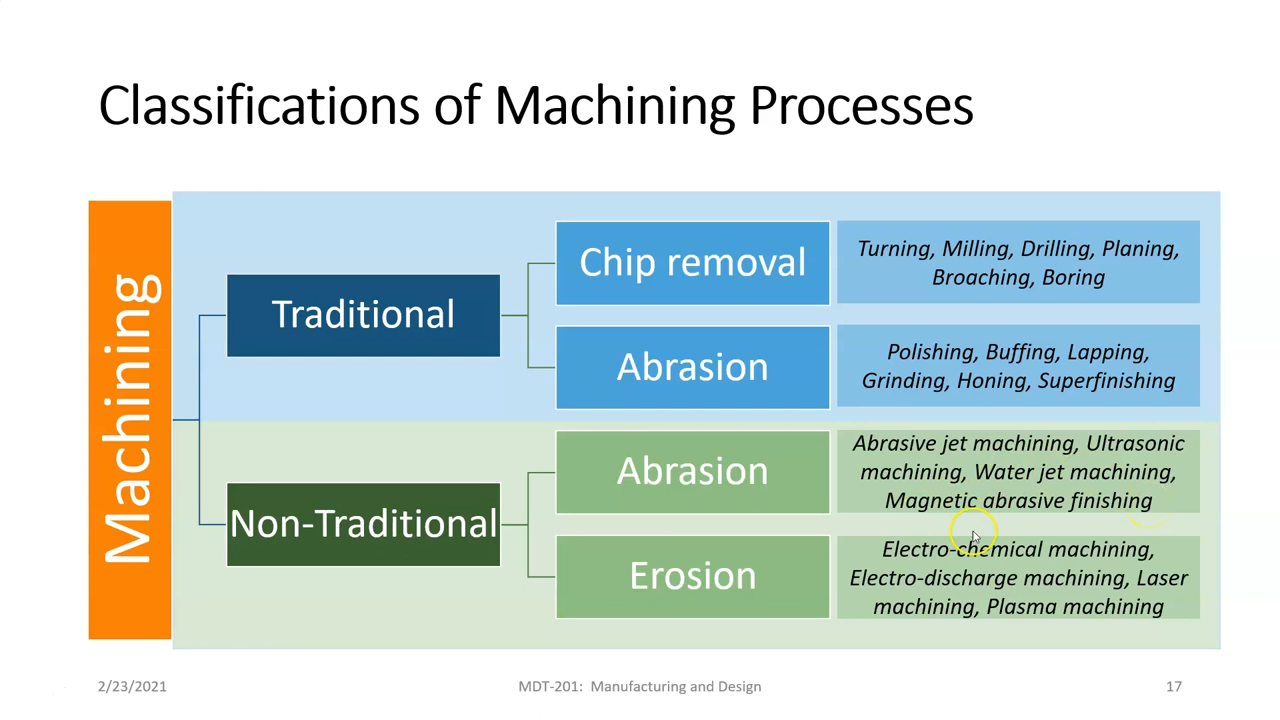 Classifications of Machining Processes
Machining
Traditional
Chip removal
Turning, Milling, Drilling, Planing,
Broaching, Boring
Abrasion
Polishing, Buffing, Lapping,
Grinding, Honing, Superfinishing
Non-Traditional
Abrasion
Abrasive jet machining, Ultrasonic
machining, Water jet machining,
Magnetic abrasive finishing
Erosion
Electro-chemical machining,
Electro-discharge machining, Laser
machining, Plasma machining
2/23/2021
MDT-201: Manufacturing and Design
17